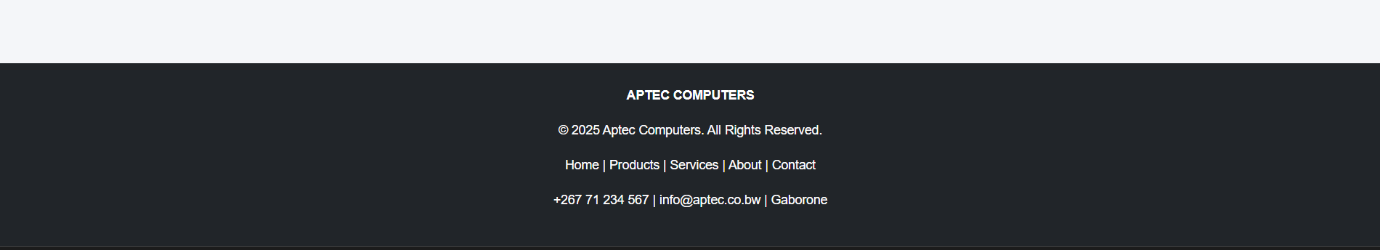 APTEC COMPUTERS
© 2025 Aptec Computers. All Rights Reserved.
Home | Products | Services | About | Contact
+267 71 234 567 | info@aptec.co.bw | Gaborone